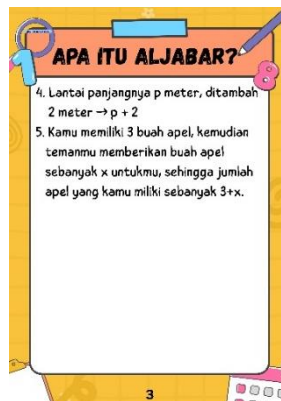 APA ITU ALJABAR?
4. Lantai panjangnya p meter, ditambah
2 meter → p + 2
5. Kamu memiliki 3 buah apel, kemudian
temanmu memberikan buah apel
sebanyak x untukmu, sehingga jumlah
apel yang kamu miliki sebanyak 3+x.
3